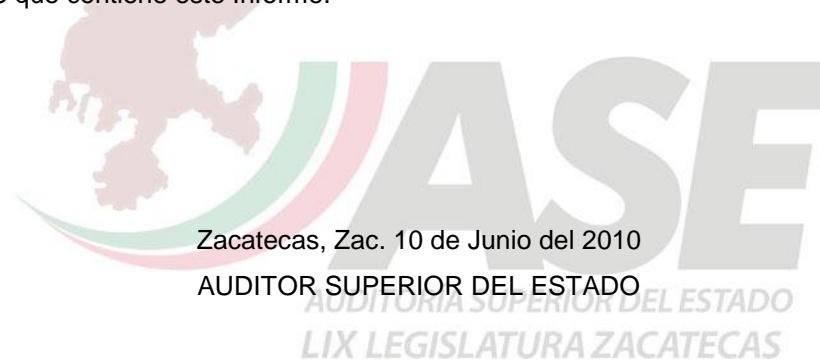 que contiene este Informe.
ASE
Zacatecas, Zac. 10 de Junio del 2010
AUDITOR SUPERIOR DEL ESTADO
AUDITORIA SUPERIOR DEL ESTADO
LIX LEGISLATURA ZACATECAS